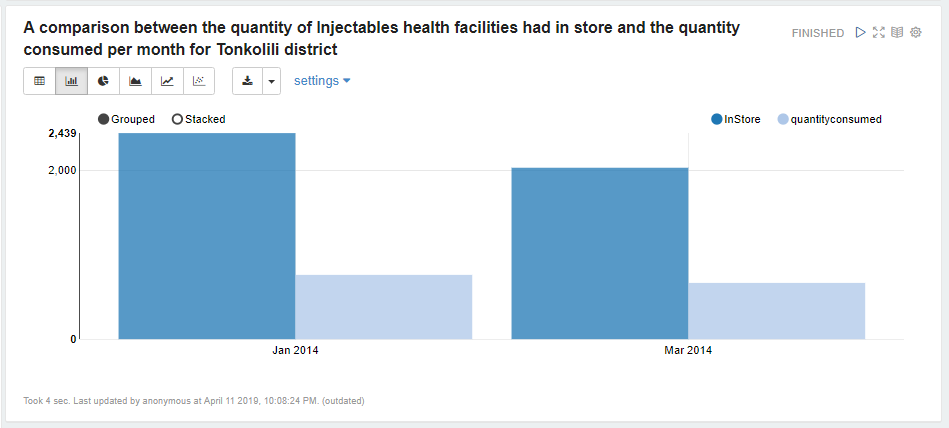 A comparison between the quantity of Injectables health facilities had in store and the quantity
consumed per month for Tonkolili district
FINISHED
settings
Grouped Stacked
InStore quantityconsumed
2,439
2,000
0
Jan 2014 Mar 2014
Took 4 sec. Last updated by anonymous at April 11 2019, 10:08:24 PM. (outdated)